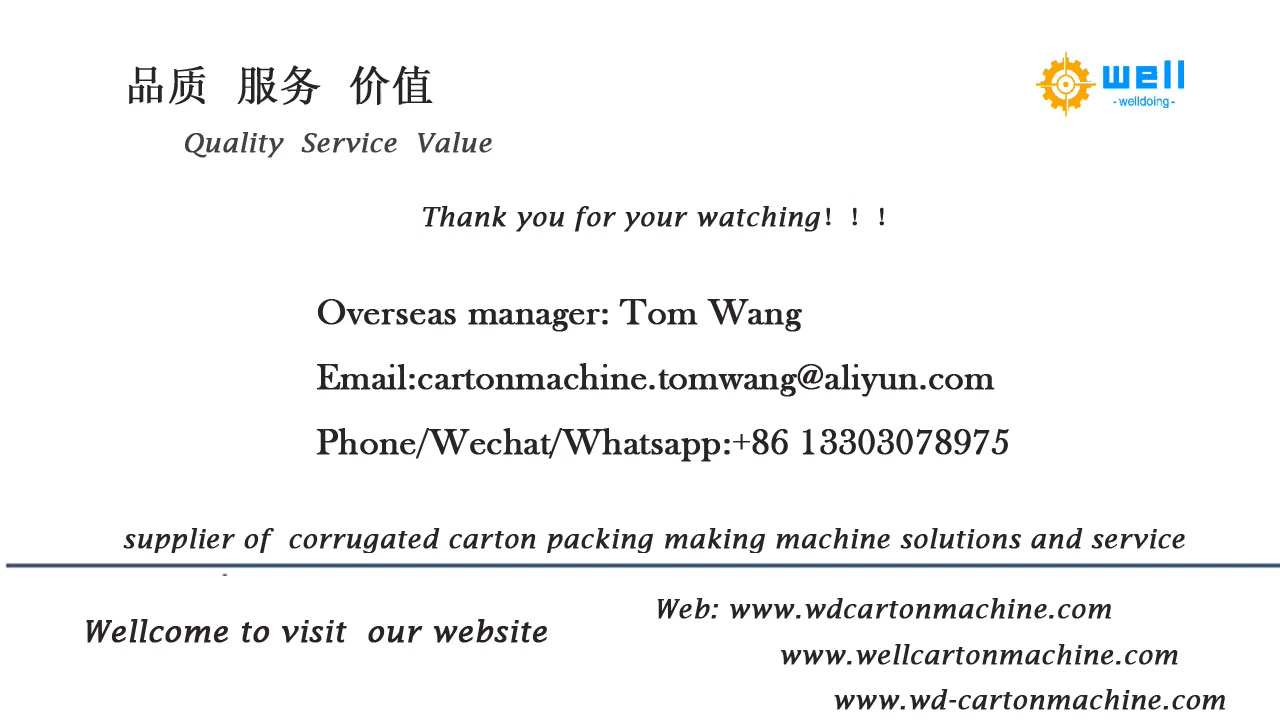 品质 服务 价值
well
-welldoing-
Quality Service Value
Thank you for your watching！！！
Overseas manager: Tom Wang
Email:cartonmachine.tomwang@aliyun.com
Phone/Wechat/Whatsapp:+86 13303078975
supplier of corrugated carton packing making machine solutions and service
Wellcome to visit our website
Web: www.wdcartonmachine.com
www.wellcartonmachine.com
www.wd-cartonmachine.com